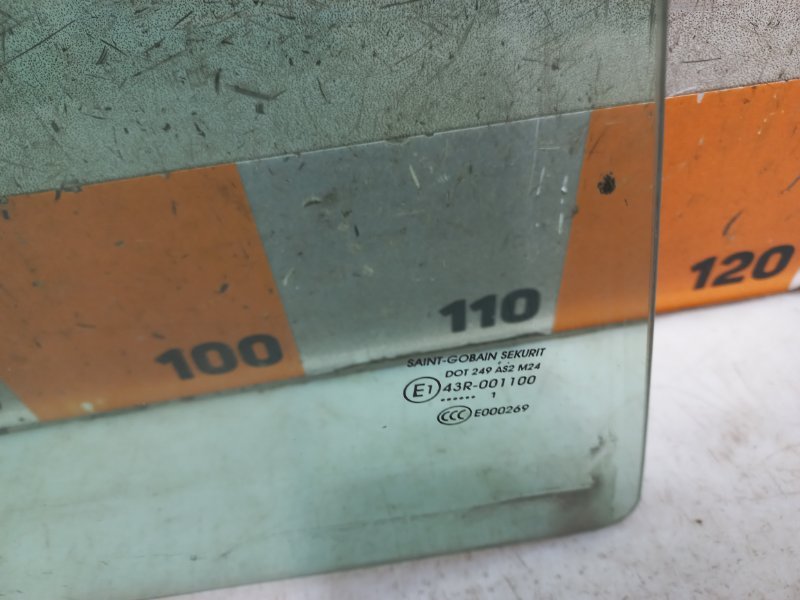 100
110
120
SAINT-GOBAIN SEKURIT
DOT 249 AS2 M24
E1 43R-001100
...... 1
CCC E000269